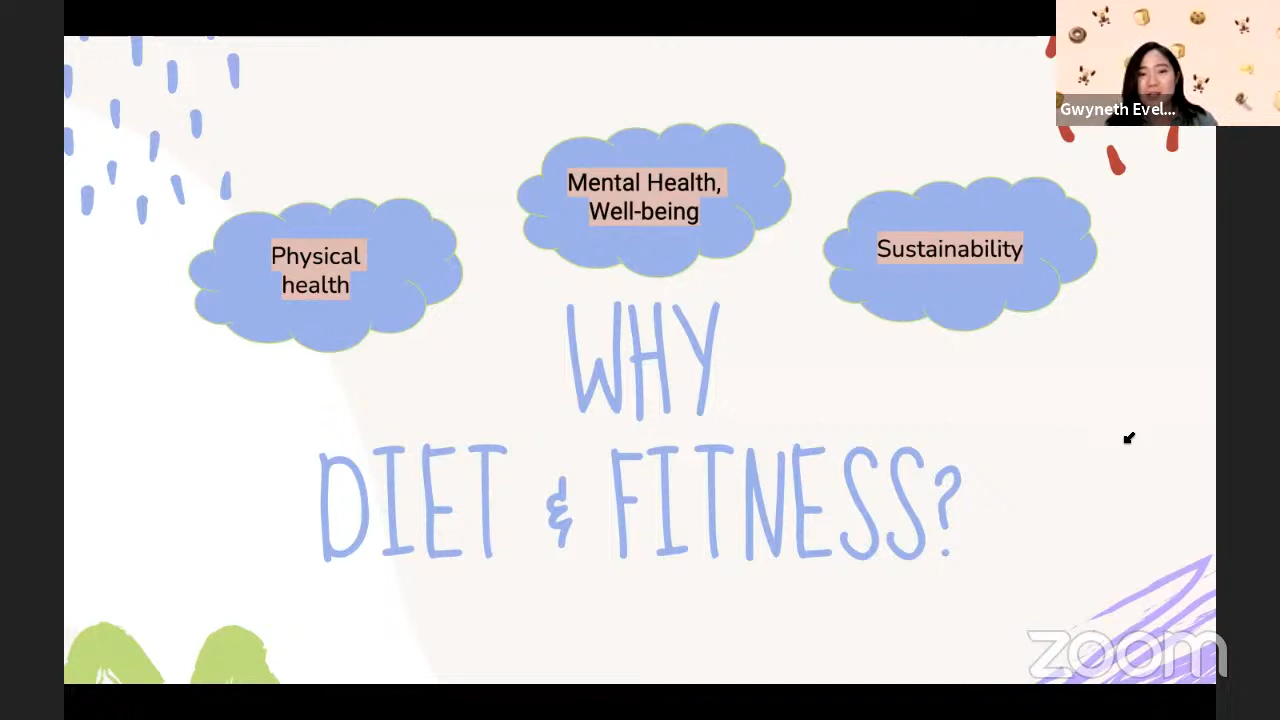 Gwyneth Evel...
Mental Health,
Well-being
Physical
health
Sustainability
WHY
DIET & FITNESS?
zoom